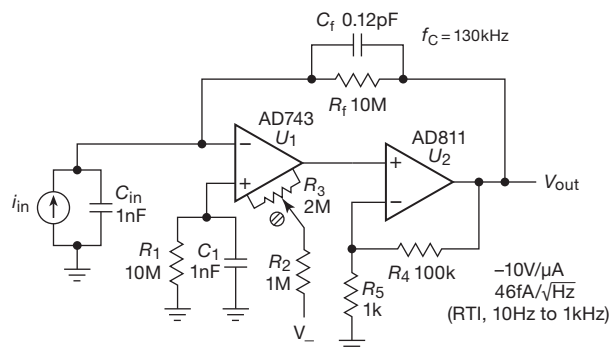 Cf 0.12pF
fC = 130kHz
Rf 10M
AD743
U1
AD811
U2
−
+
+
−
R3
2M
Vout
iin
Cin
1nF
R1
10M
C1
1nF
R2
1M
V−
R4 100k
R5
1k
−10V/μA
46fA/√Hz
(RTI, 10Hz to 1kHz)